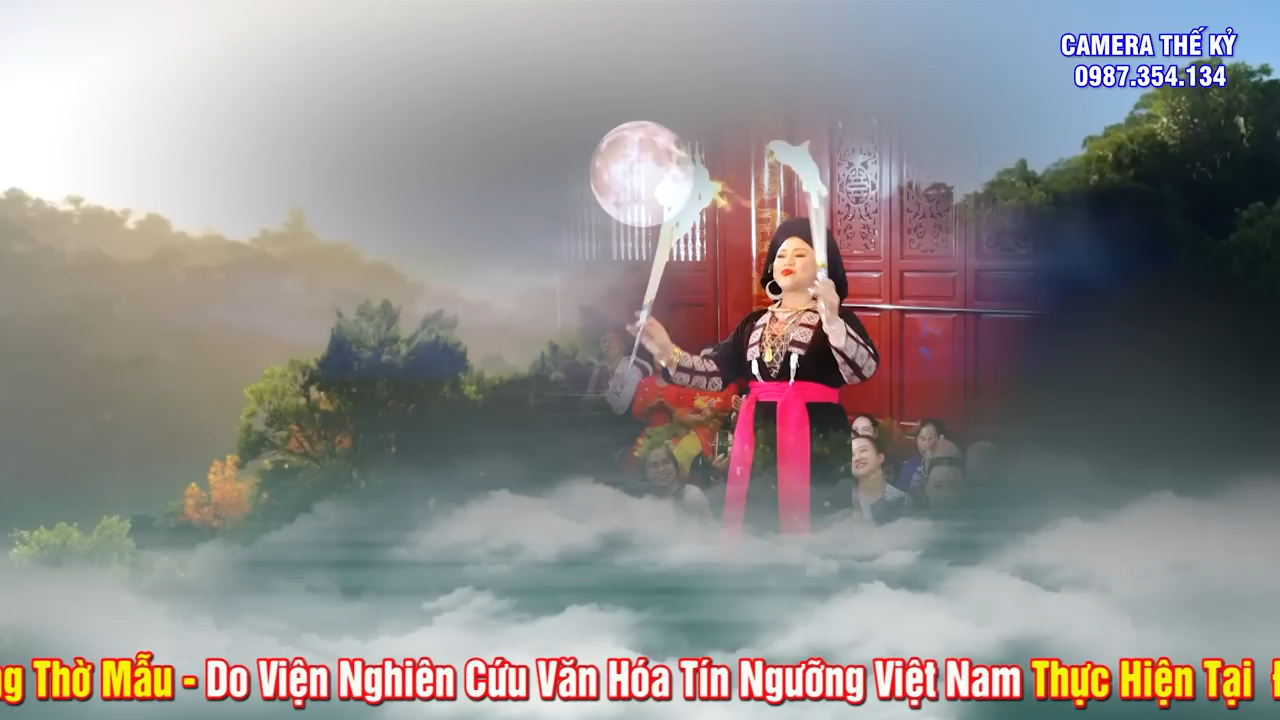 CAMERA THẾ KỶ
0987.354.134
Thờ Mẫu - Do Viện Nghiên Cứu Văn Hóa Tín Ngưỡng Việt Nam Thực Hiện Tại